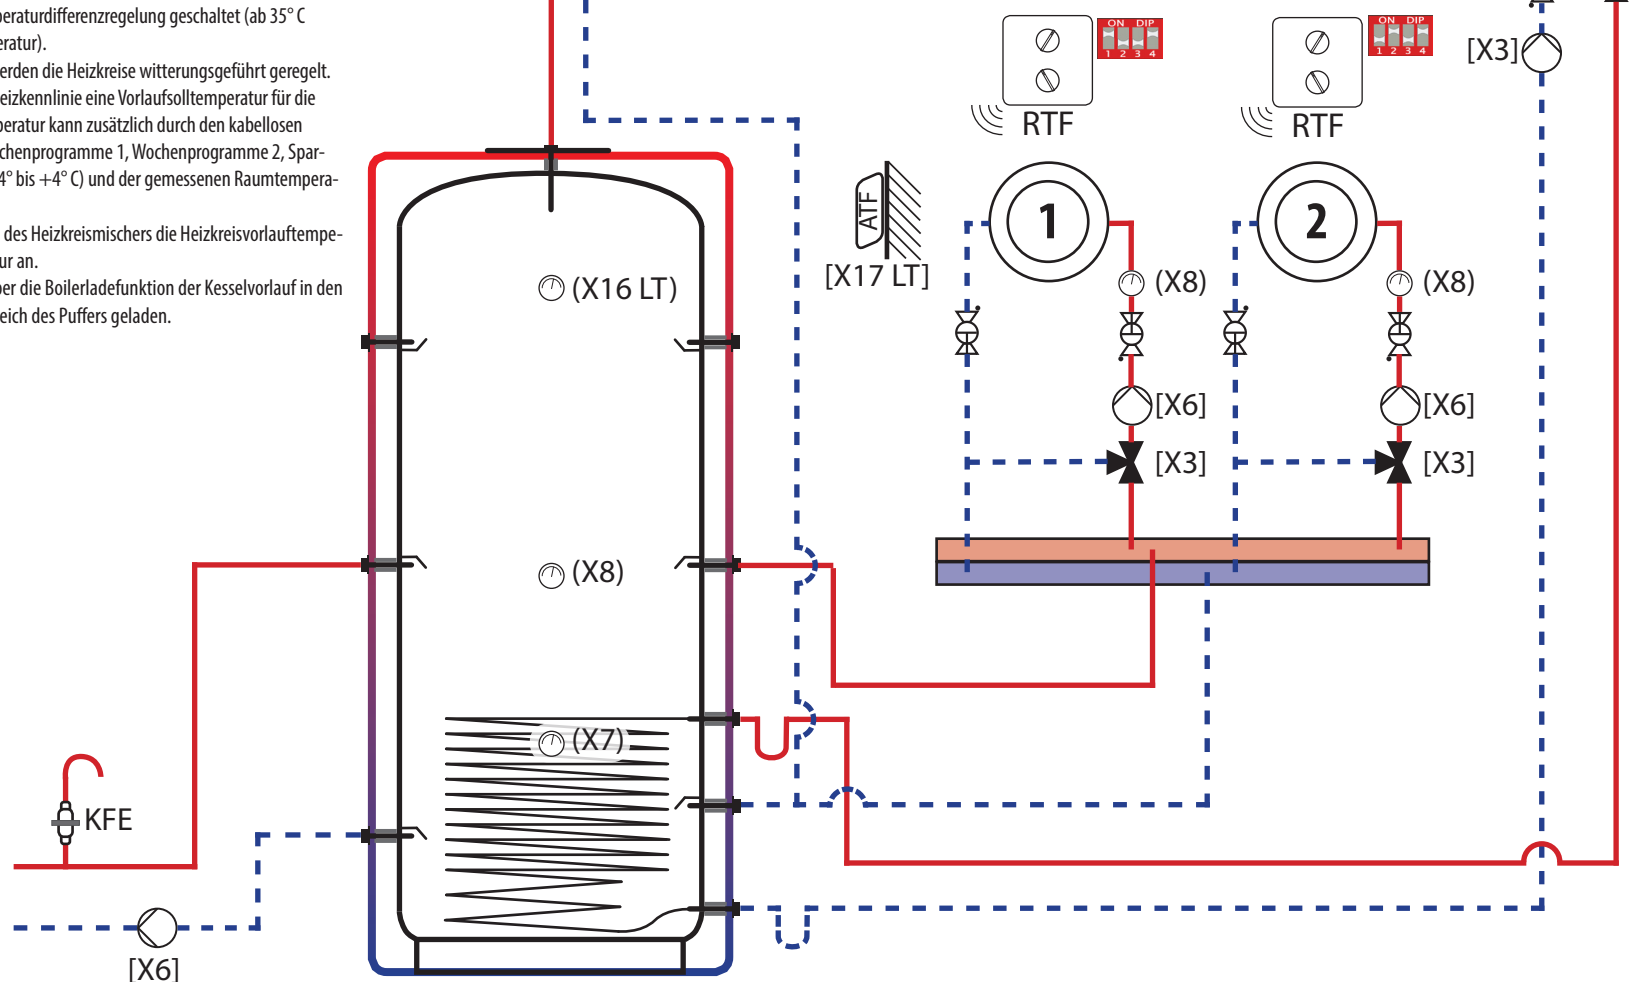 peraturdifferenzregelung geschaltet (ab 35° C
eratur).
erden die Heizkreise witterungsgeführt geregelt.
eizkennlinie eine Vorlaufsolltemperatur für die
peratur kann zusätzlich durch den kabellosen
chenprogramme 1, Wochenprogramme 2, Spar-
4° bis +4° C) und der gemessenen Raumtempera-
des Heizkreismischers die Heizkreisvorlauftempe-
ur an.
ber die Boilerladefunktion der Kesselvorlauf in den
eich des Puffers geladen.
ON DIP
1 2 3 4
RTF
ON DIP
1 2 3 4
RTF
[X3]
ATF
[X17 LT]
1
2
(X16 LT)
(X8)
(X8)
[X6]
[X6]
[X3]
[X3]
(X8)
(X7)
KFE
[X6]